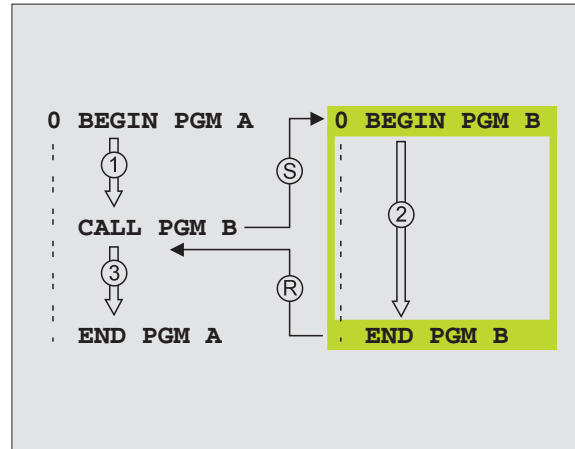 0 BEGIN PGM A
1
CALL PGM B
3
END PGM A
S
R
0 BEGIN PGM B
2
END PGM B